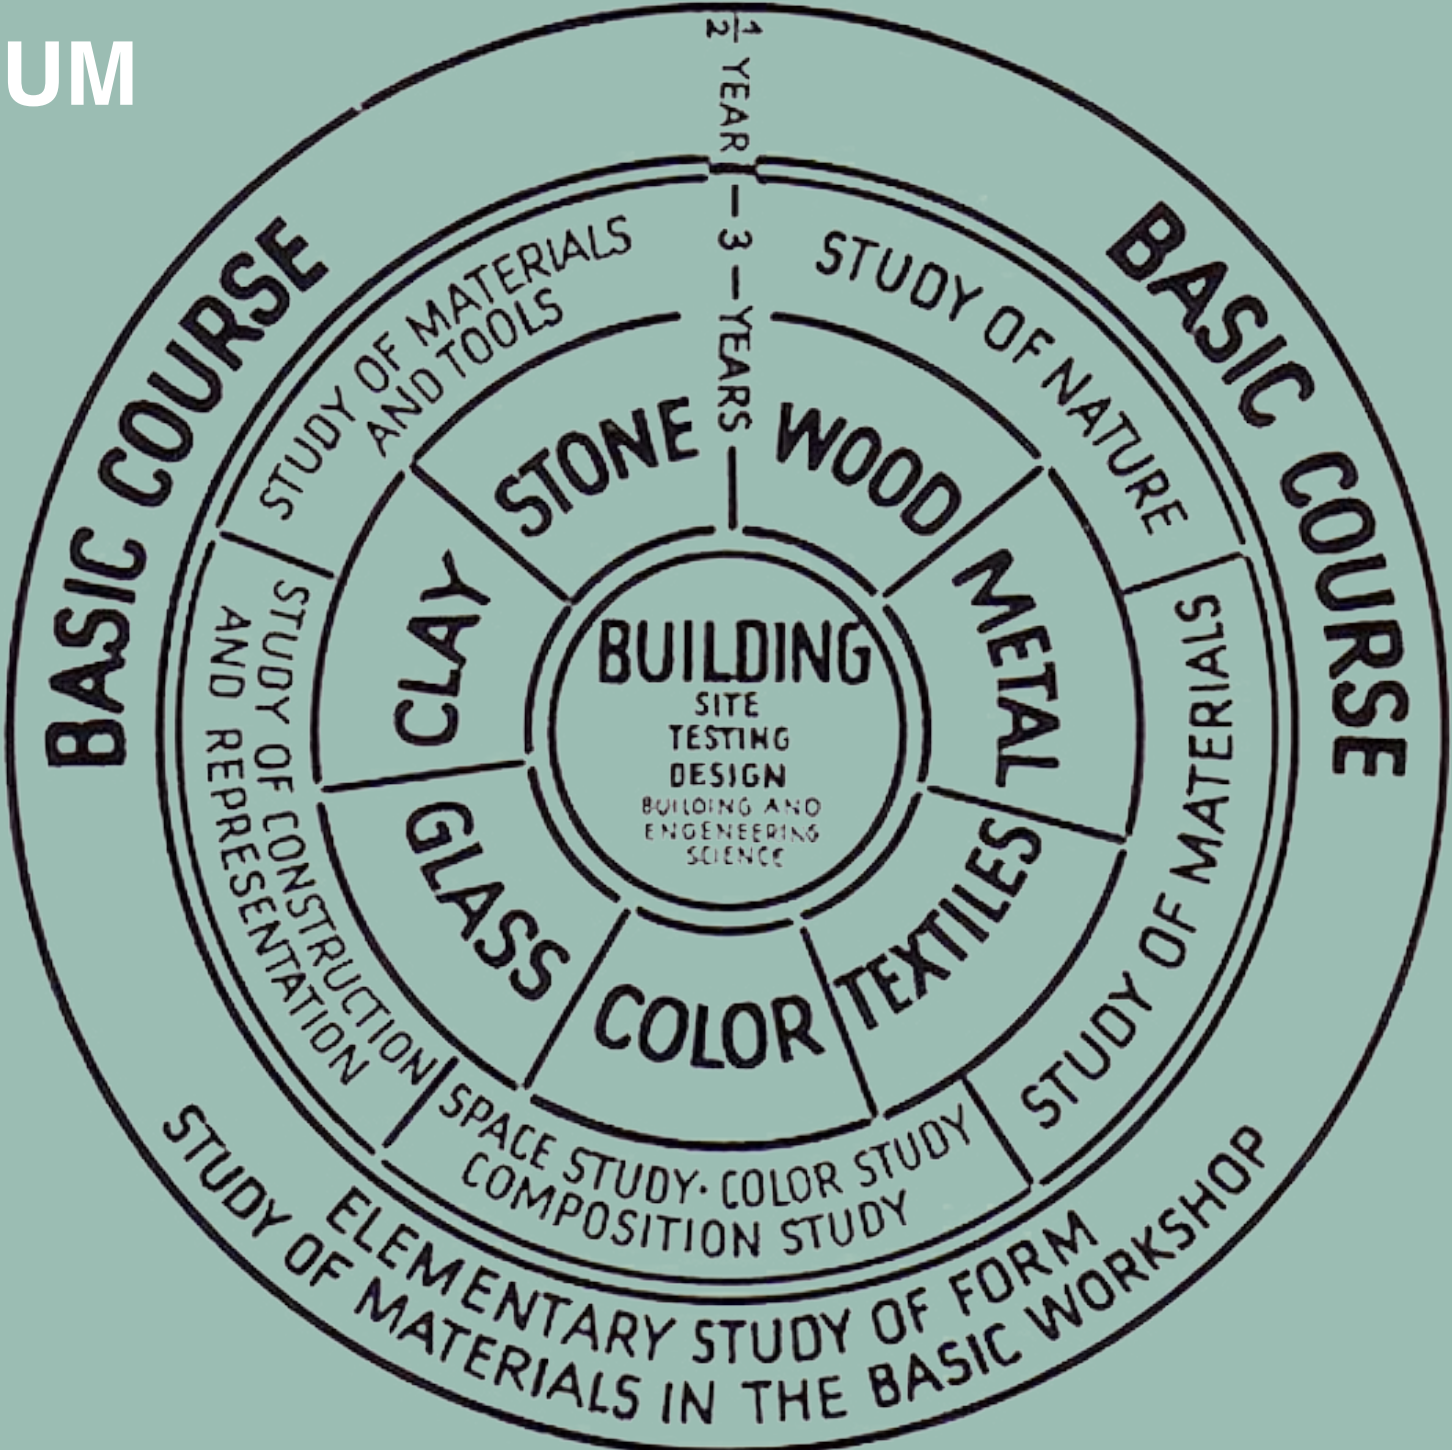 UM
1/2 YEAR
BASIC COURSE
BASIC COURSE
ELEMENTARY STUDY OF FORM
STUDY OF MATERIALS IN THE BASIC WORKSHOP
– 3 – YEARS
STUDY OF MATERIALS
AND TOOLS
STUDY OF NATURE
STUDY OF MATERIALS
SPACE STUDY· COLOR STUDY
COMPOSITION STUDY
STUDY OF CONSTRUCTION
AND REPRESENTATION
STONE
WOOD
METAL
TEXTILES
COLOR
GLASS
CLAY
BUILDING
SITE
TESTING
DESIGN
BUILDING AND
ENGENEERING
SCIENCE